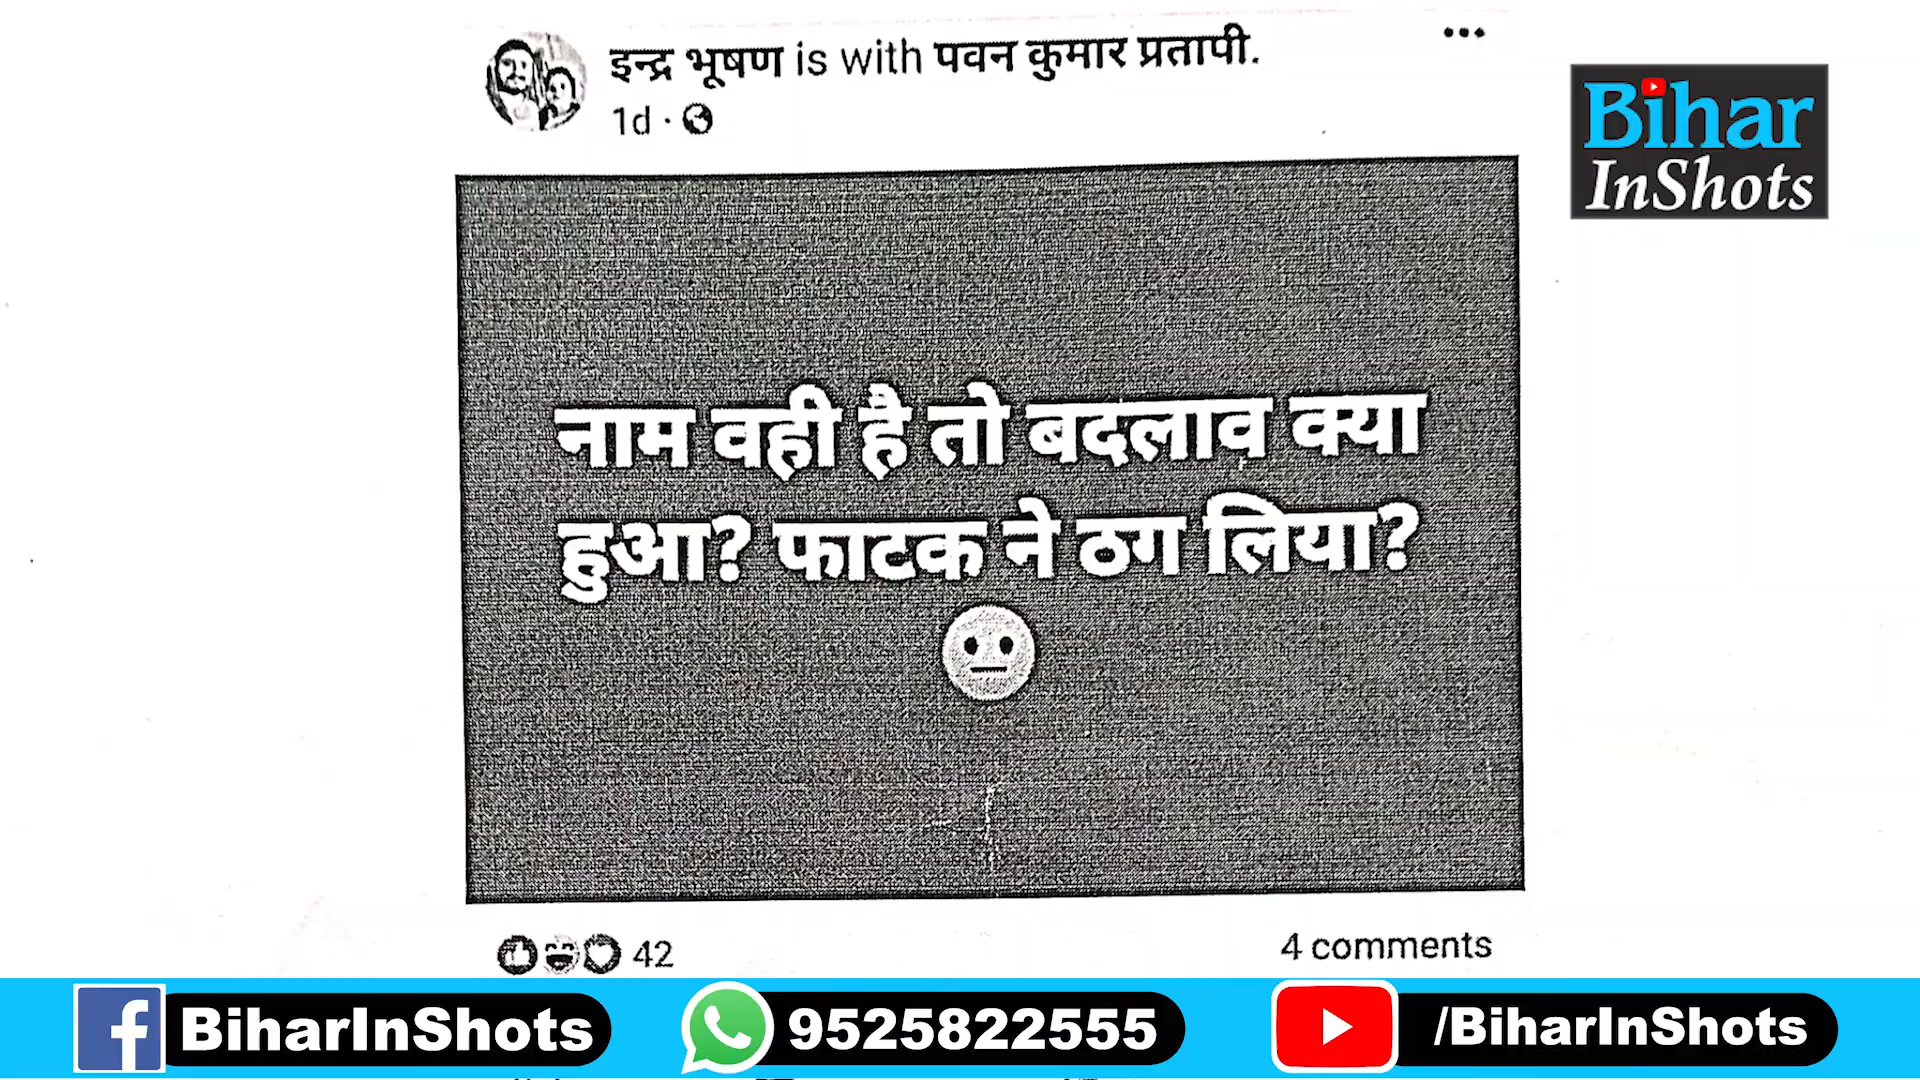 इन्द्र भूषण is with पवन कुमार प्रतापी.
1d
Bihar
InShots
नाम वही है तो बदलाव क्या
हुआ? फाटक ने ठग लिया?
42
4 comments
BiharInShots
9525822555
/BiharInShots